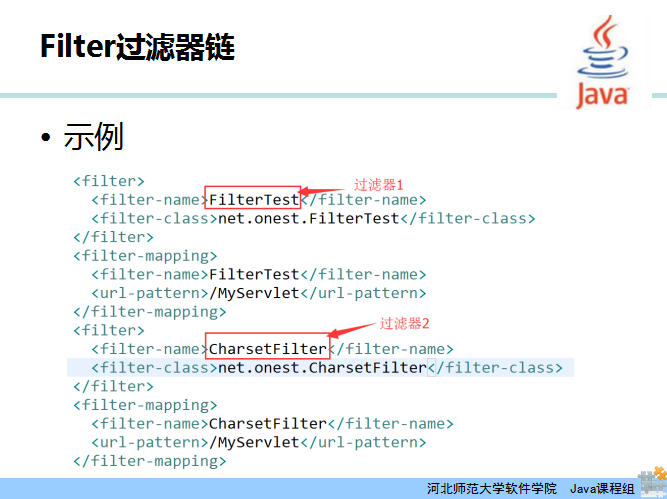 Filter过滤器链
Java
• 示例
<filter>
过滤器1
<filter-name>FilterTest</filter-name>
<filter-class>net.onest.FilterTest</filter-class>
</filter>
<filter-mapping>
<filter-name>FilterTest</filter-name>
<url-pattern>/MyServlet</url-pattern>
</filter-mapping>
<filter>
过滤器2
<filter-name>CharsetFilter</filter-name>
<filter-class>net.onest.CharsetFilter</filter-class>
</filter>
<filter-mapping>
<filter-name>CharsetFilter</filter-name>
<url-pattern>/MyServlet</url-pattern>
</filter-mapping>
河北师范大学软件学院 Java课程组